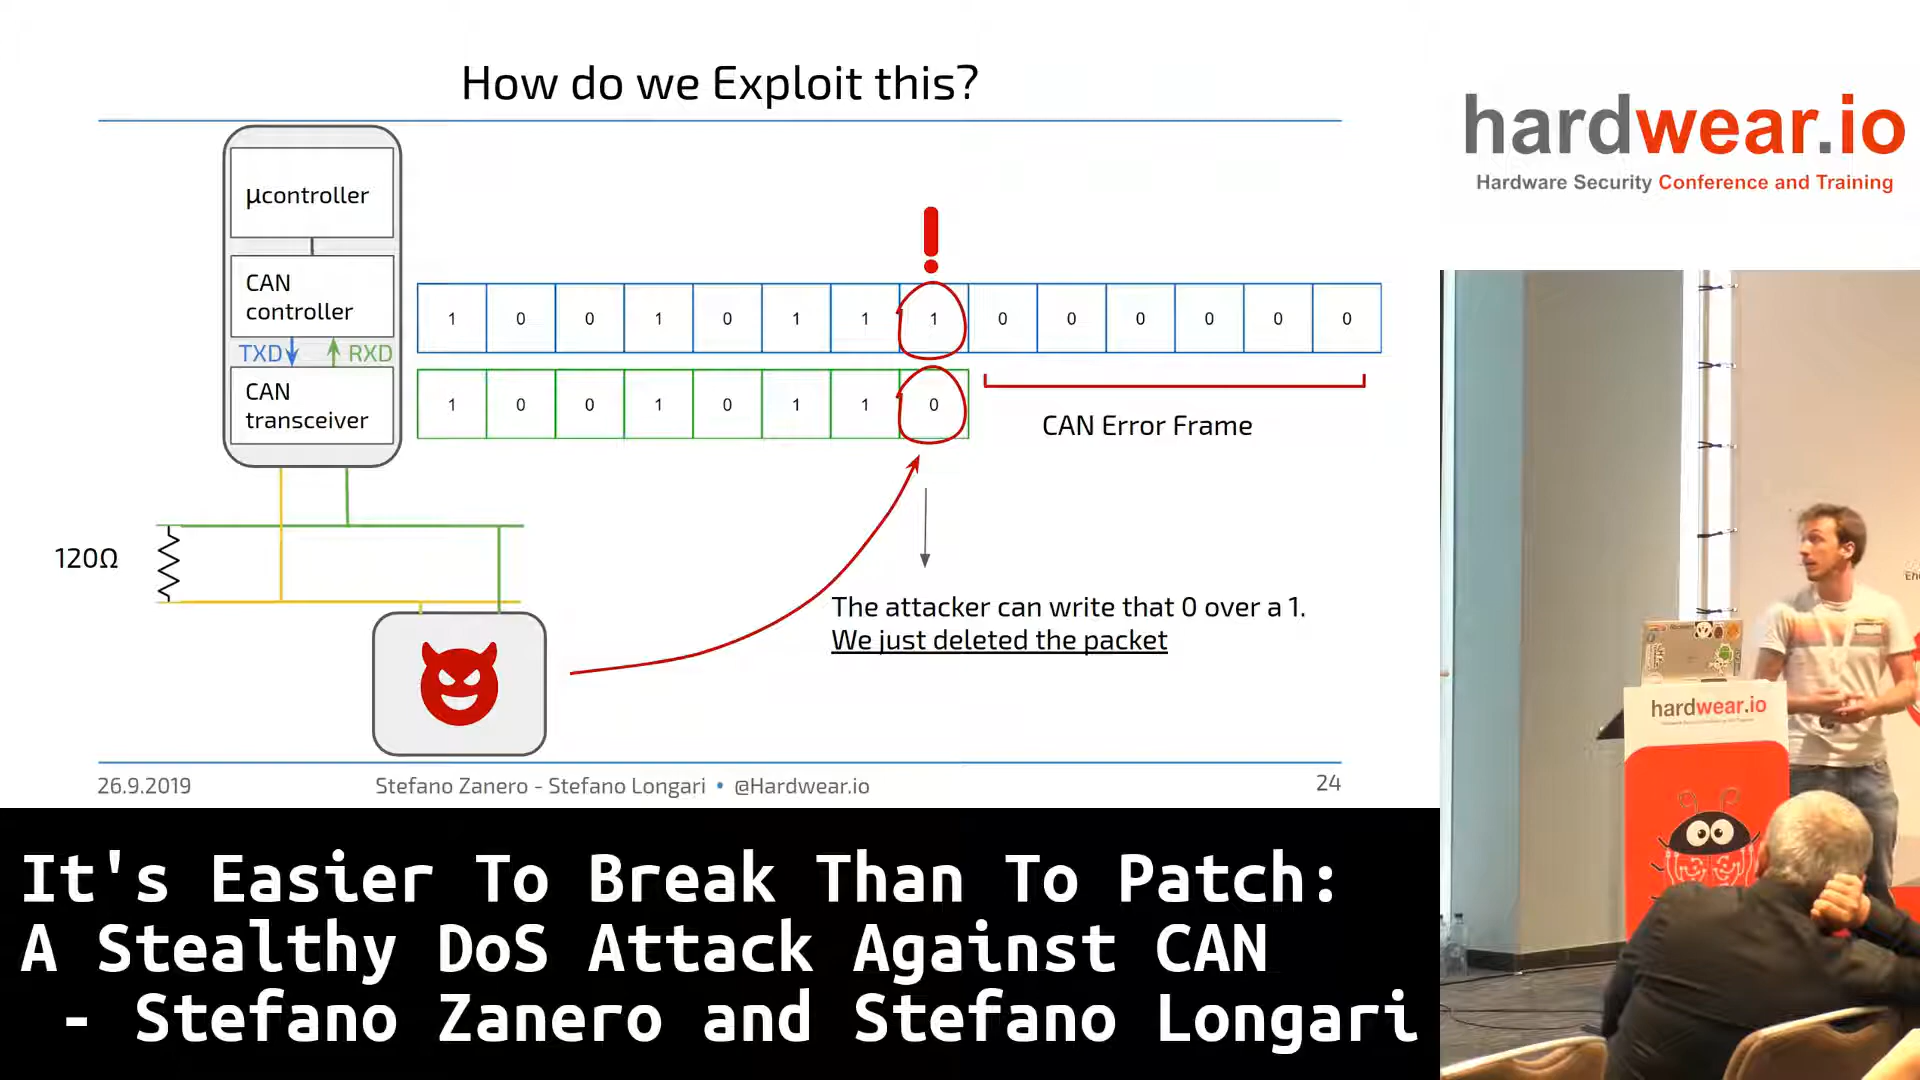 How do we Exploit this?
hardwear.io
Hardware Security Conference and Training
μcontroller
CAN
controller
TXD
RXD
CAN
transceiver
1 0 0 1 0 1 1 1 0 0 0 0 0 0
1 0 0 1 0 1 1 0
CAN Error Frame
120Ω
The attacker can write that 0 over a 1.
We just deleted the packet
26.9.2019
Stefano Zanero - Stefano Longari • @Hardwear.io
24
hardwear.io
It's Easier To Break Than To Patch:
A Stealthy DoS Attack Against CAN
- Stefano Zanero and Stefano Longari